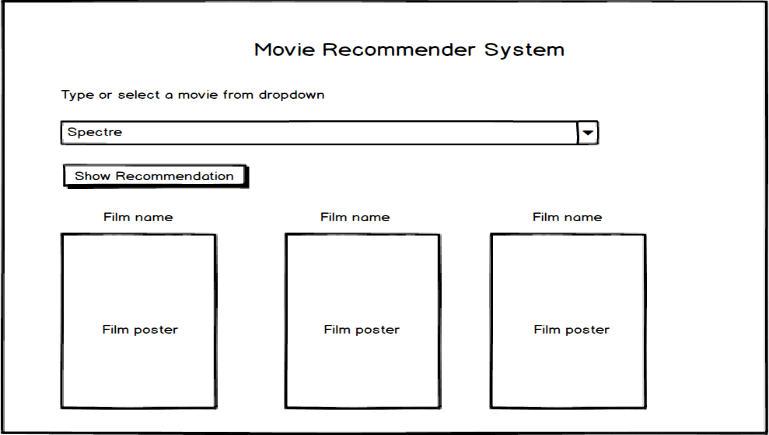 Movie Recommender System
Type or select a movie from dropdown
Spectre
Show Recommendation
Film name
Film name
Film name
Film poster
Film poster
Film poster